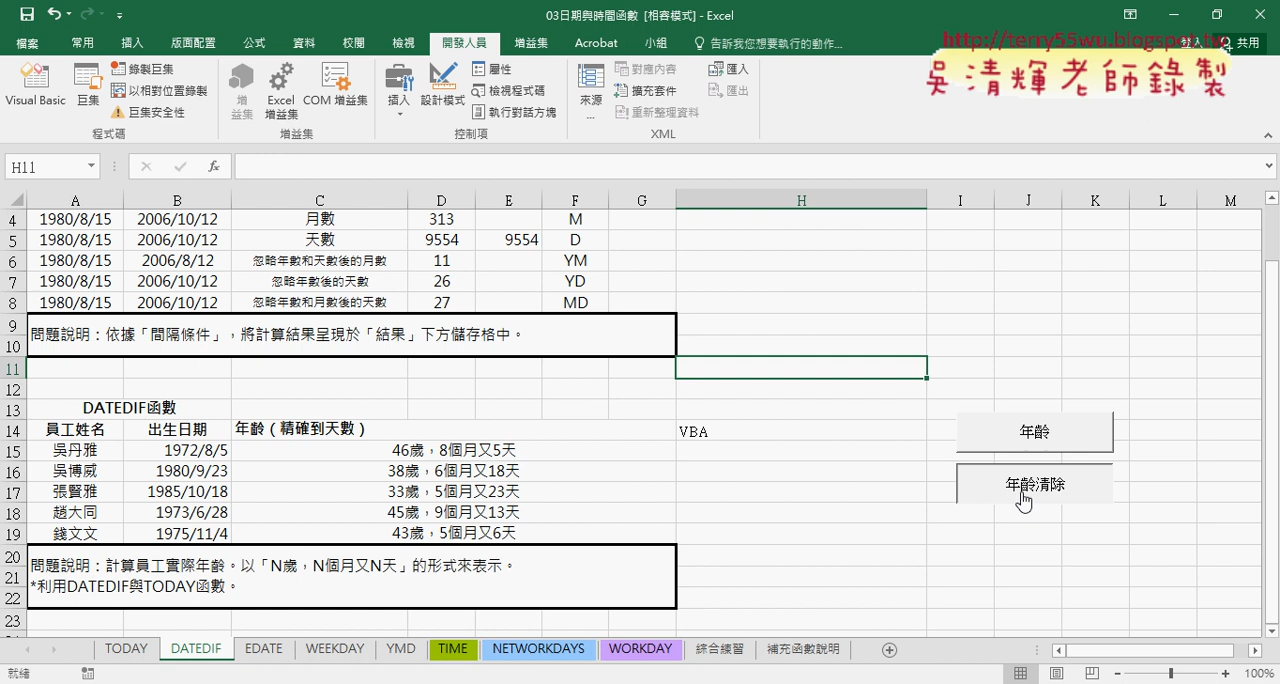 03日期與時間函數 [相容模式] - Excel
檔案 常用 插入 版面配置 公式 資料 校閱 檢視 開發人員 增益集 Acrobat 小組 告訴我您想要執行的動作... 登入 共用
http://terry55wu.blogspot.tw
吳清輝老師錄製
Visual Basic 巨集 錄製巨集 以相對位置錄製 巨集安全性
增益集 Excel 增益集 COM 增益集
插入 設計模式 屬性 檢視程式碼 執行對話方塊
來源... 對應內容 擴充套件 重新整理資料 匯入 匯出
程式碼 增益集 控制項 XML
H11 fx
A B C D E F G H I J K L M
4 1980/8/15 2006/10/12 月數 313 M
5 1980/8/15 2006/10/12 天數 9554 9554 D
6 1980/8/15 2006/8/12 忽略年數和天數後的月數 11 YM
7 1980/8/15 2006/10/12 忽略年數後的天數 26 YD
8 1980/8/15 2006/10/12 忽略年數和月數後的天數 27 MD
9
問題說明：依據「間隔條件」，將計算結果呈現於「結果」下方儲存格中。
10
11
12
13 DATEDIF函數
14 員工姓名 出生日期 年齡（精確到天數） VBA
年齡
15 吳丹雅 1972/8/5 46歲，8個月又5天
16 吳博威 1980/9/23 38歲，6個月又18天
年齡清除
17 張賢雅 1985/10/18 33歲，5個月又23天
18 趙大同 1973/6/28 45歲，9個月又13天
19 錢文文 1975/11/4 43歲，5個月又6天
20
問題說明：計算員工實際年齡。以「N歲，N個月又N天」的形式來表示。
21
*利用DATEDIF與TODAY函數。
22
23
TODAY DATEDIF EDATE WEEKDAY YMD TIME NETWORKDAYS WORKDAY 綜合練習 補充函數說明
就緒 100%